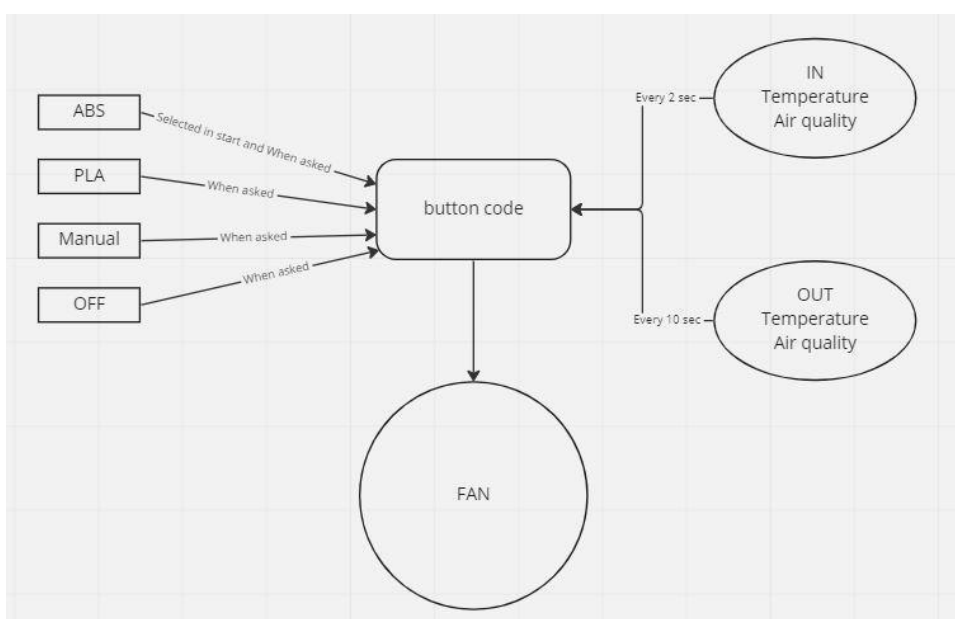 ABS
Selected in start and When asked
PLA
When asked
Manual
When asked
OFF
When asked
button code
Every 2 sec
IN
Temperature
Air quality
Every 10 sec
OUT
Temperature
Air quality
FAN